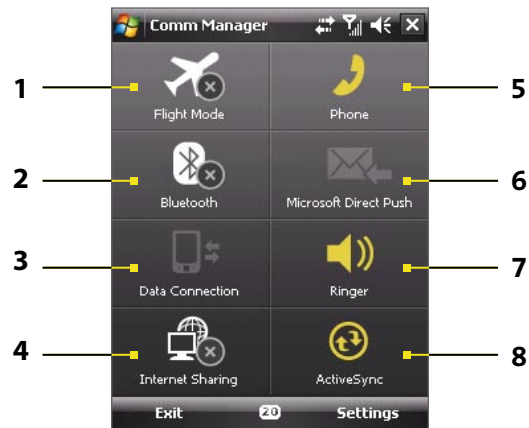 Comm Manager
1
Flight Mode
Phone
5
2
Bluetooth
Microsoft Direct Push
6
3
Data Connection
Ringer
7
4
Internet Sharing
ActiveSync
8
Exit
20
Settings